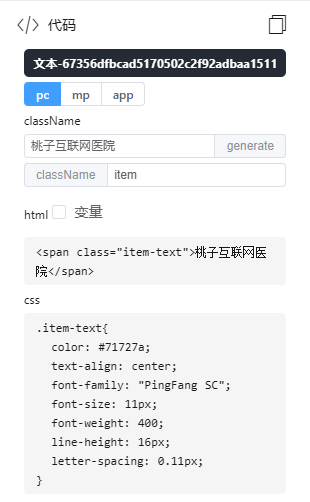 代码
文本-67356dfbcad5170502c2f92adbaa1511
pc mp app
className
桃子互联网医院 generate
className item
html 变量
<span class="item-text">桃子互联网医
院</span>
css
.item-text{
  color: #71727a;
  text-align: center;
  font-family: "PingFang SC";
  font-size: 11px;
  font-weight: 400;
  line-height: 16px;
  letter-spacing: 0.11px;
}